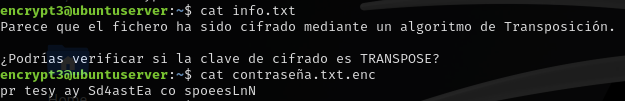 encrypt3@ubuntuserver:~$ cat info.txt
Parece que el fichero ha sido cifrado mediante un algoritmo de Transposición.
¿Podrías verificar si la clave de cifrado es TRANSPOSE?
encrypt3@ubuntuserver:~$ cat contraseña.txt.enc
pr tesy ay Sd4astEa co spoeesLnN